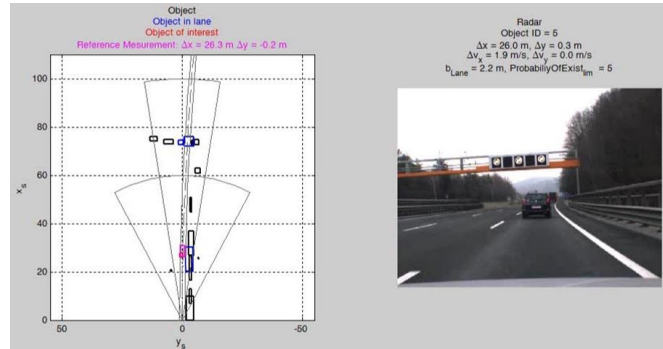 Object
Object in lane
Object of interest
Reference Mesurement: Δx = 26.3 m Δy = -0.2 m
100
80
60
40
20
0
x_s
50
0
-50
y_s
Radar
Object ID = 5
Δx = 26.0 m, Δy = 0.3 m
Δv_x = 1.9 m/s, Δv_y = 0.0 m/s
b_Lane = 2.2 m, ProbabiliyOfExist_lim = 5